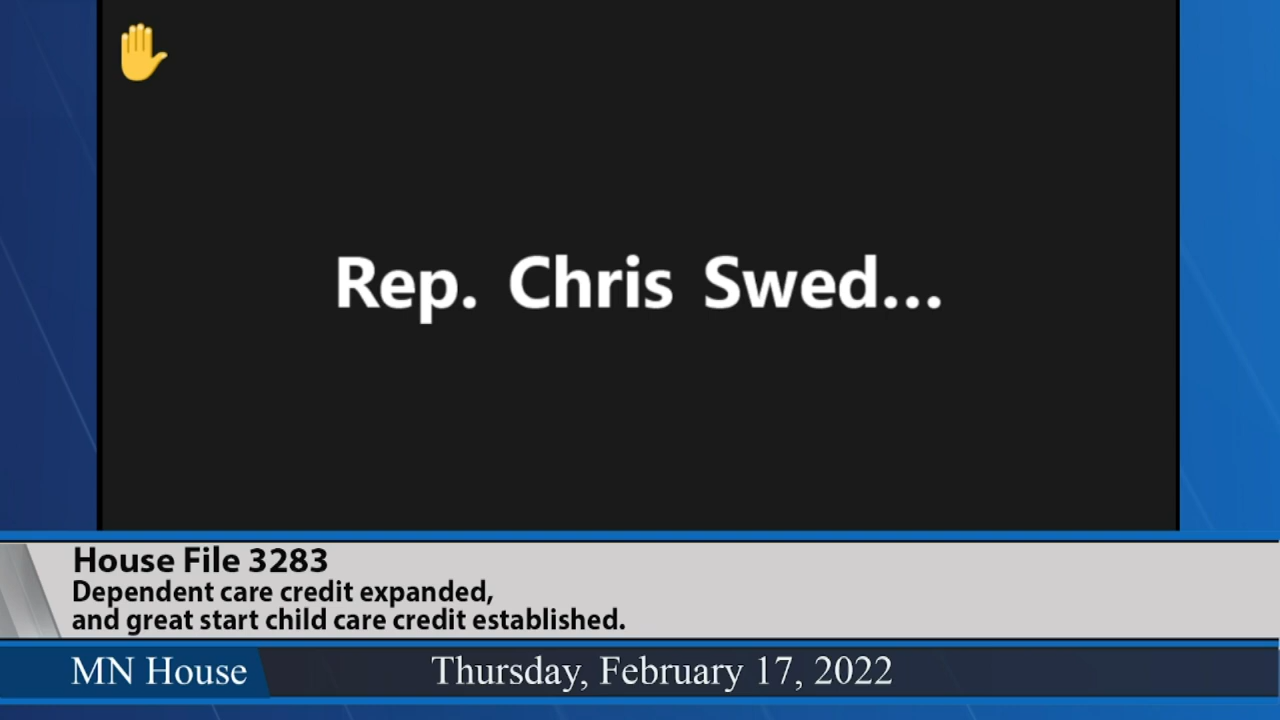 Rep. Chris Swed...
House File 3283
Dependent care credit expanded,
and great start child care credit established.
MN House
Thursday, February 17, 2022